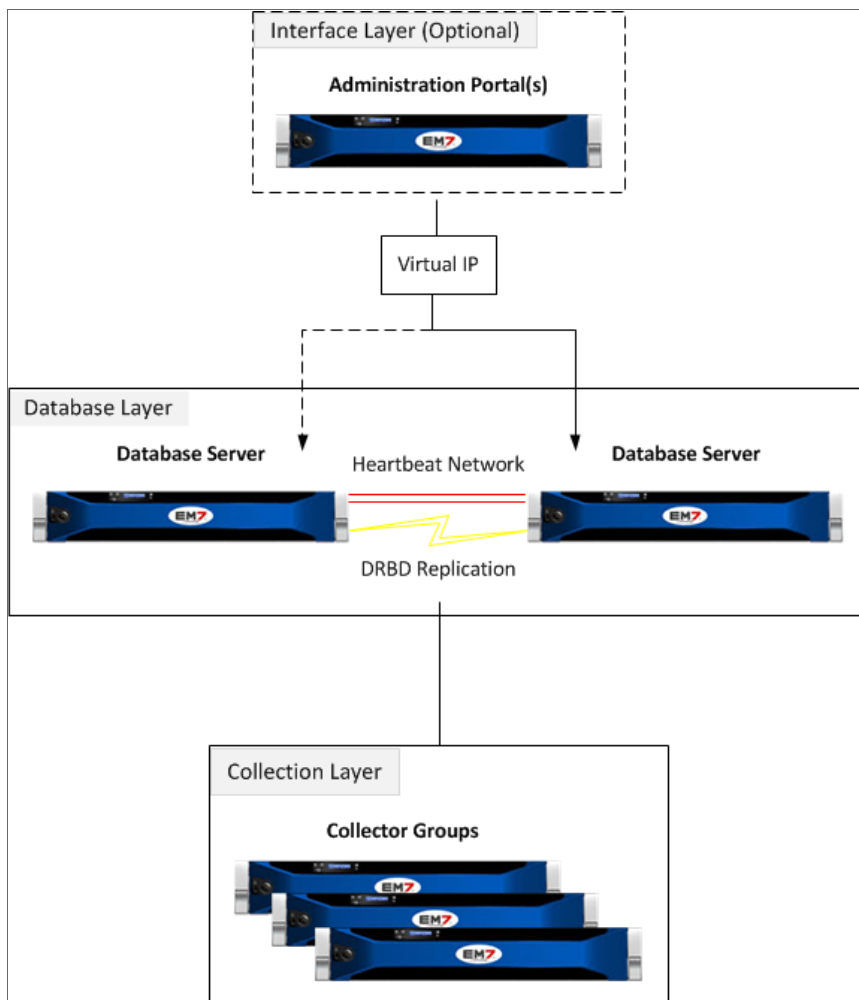 Interface Layer (Optional)
Administration Portal(s)
EM7
Virtual IP
Database Layer
Database Server
Heartbeat Network
Database Server
EM7
EM7
DRBD Replication
Collection Layer
Collector Groups
EM7
EM7
EM7